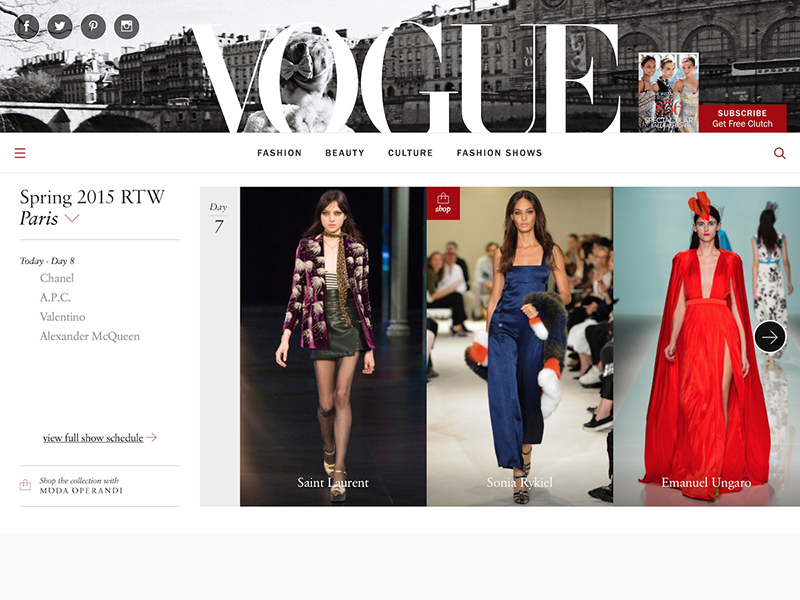 VOGUE
836
SPECTACULAR
SUBSCRIBE
Get Free Clutch
FASHION
BEAUTY
CULTURE
FASHION SHOWS
Spring 2015 RTW
Paris
Today - Day 8
Chanel
A.P.C.
Valentino
Alexander McQueen
view full show schedule
Shop the collection with
MODA OPERANDI
Day
7
shop
Saint Laurent
Sonia Rykiel
Emanuel Ungaro